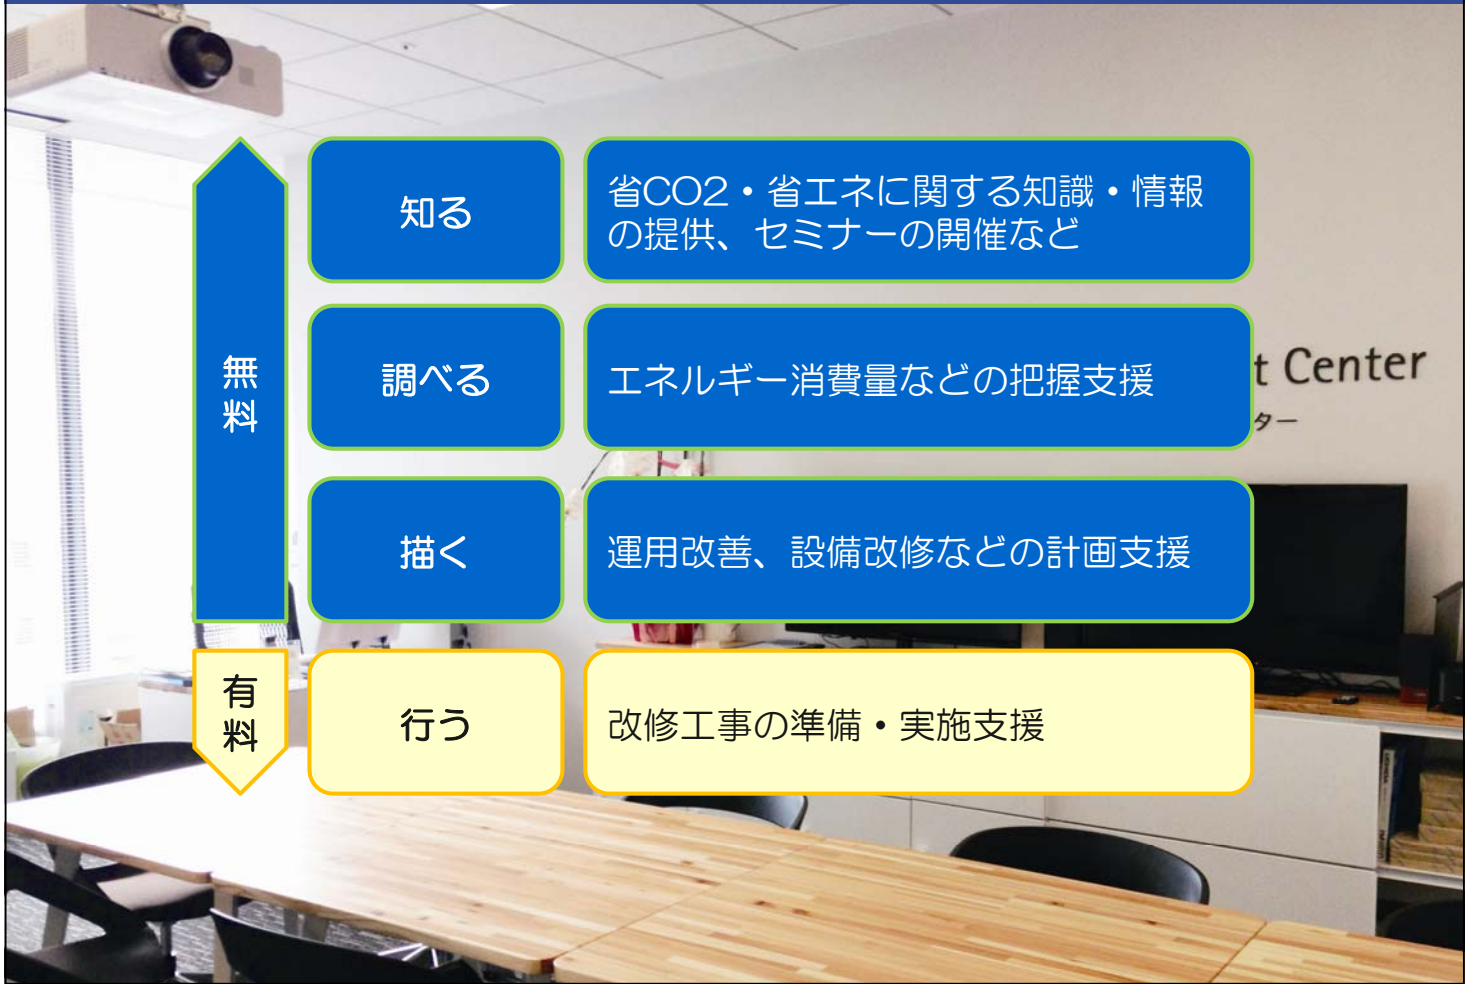 無料
知る
省CO2・省エネに関する知識・情報
の提供、セミナーの開催など
調べる
エネルギー消費量などの把握支援
t Center
ター
描く
運用改善、設備改修などの計画支援
有料
行う
改修工事の準備・実施支援